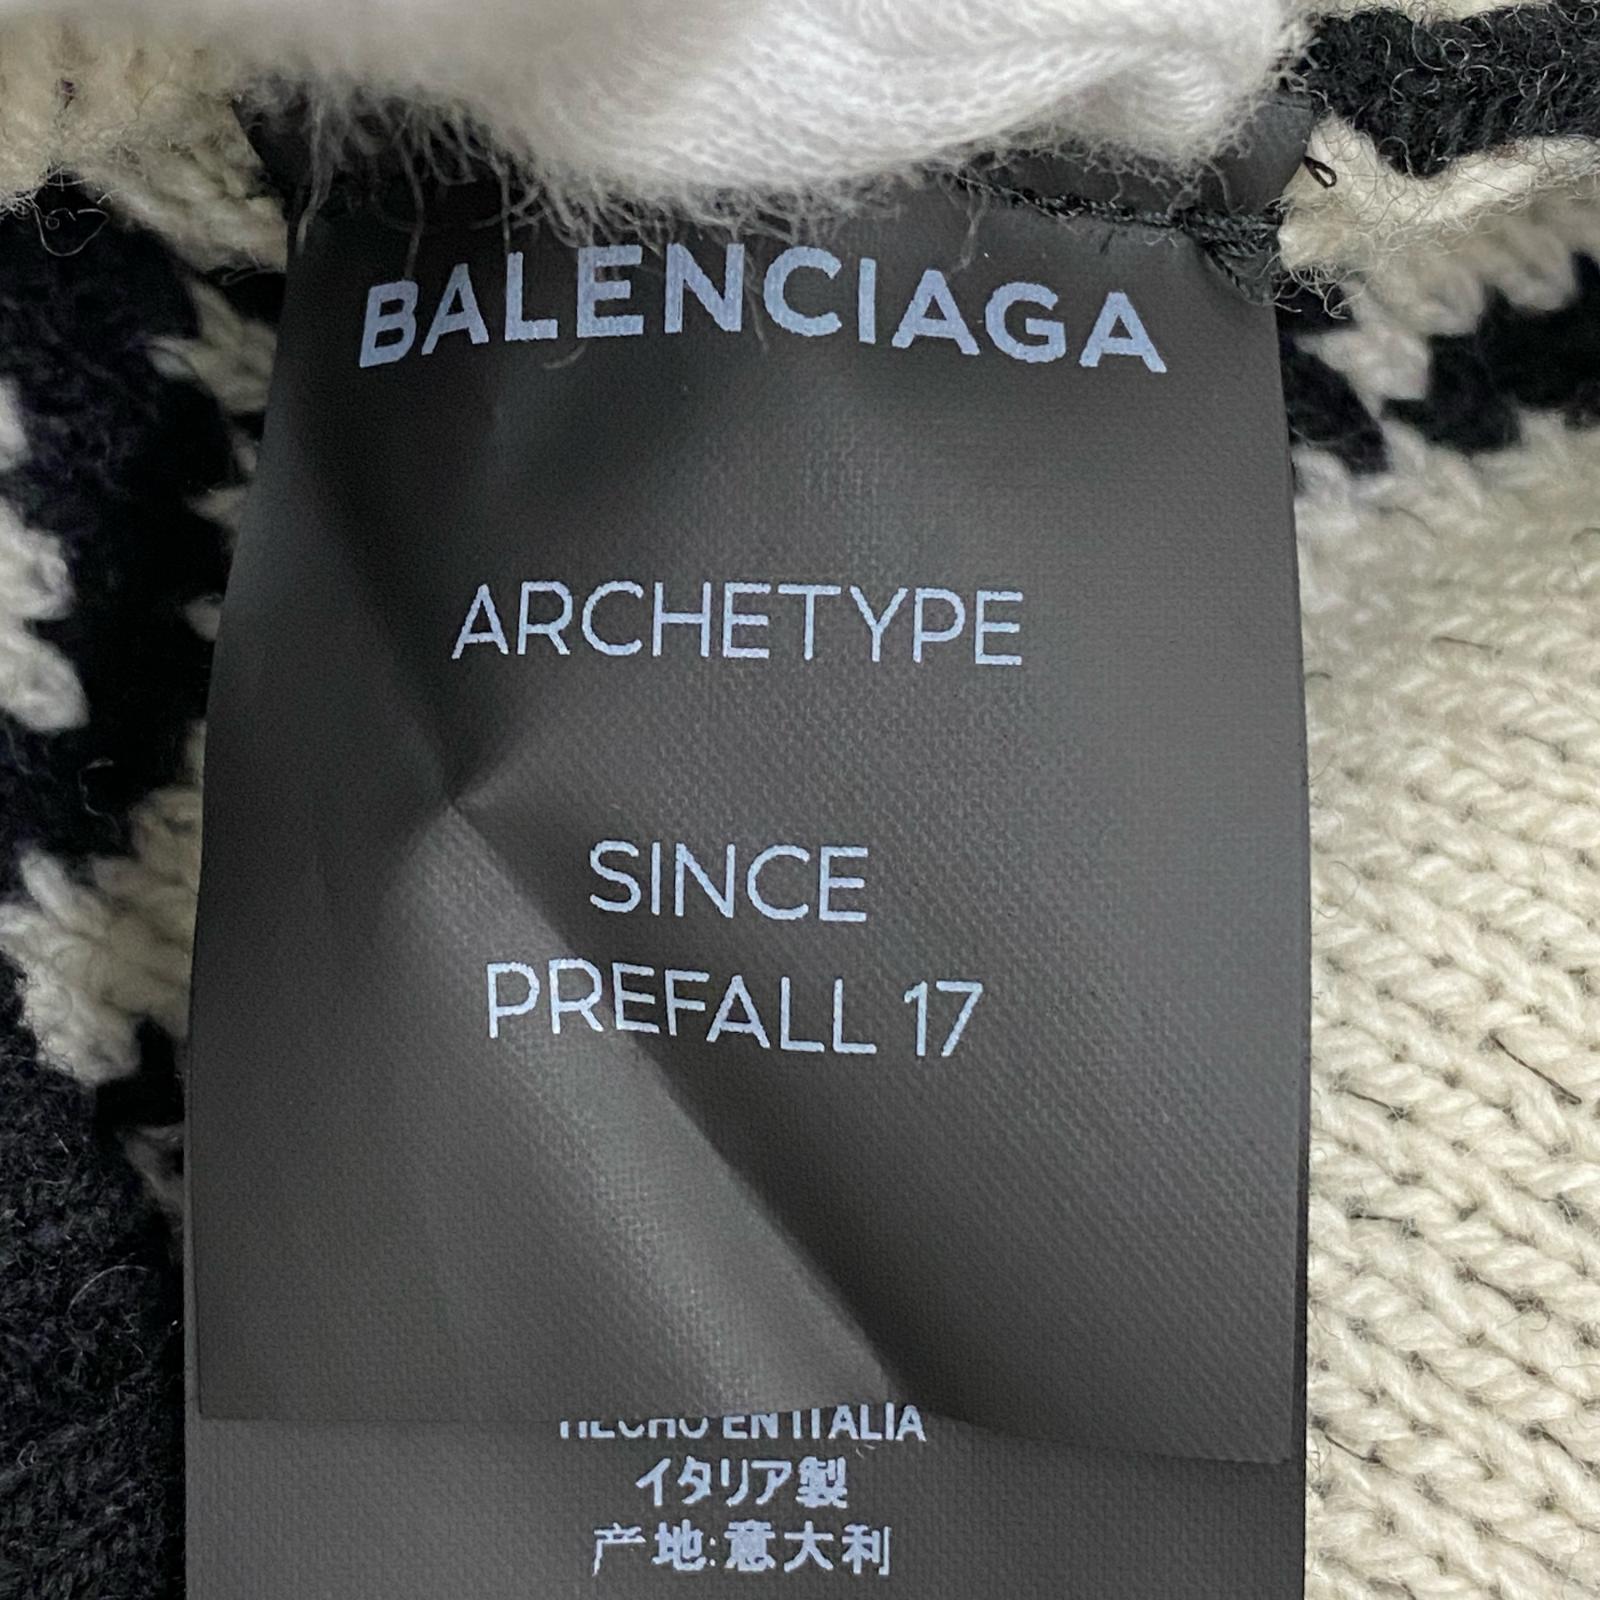 BALENCIAGA
ARCHETYPE
SINCE
PREFALL 17
HECHO EN ITALIA
イタリア製
产地:意大利